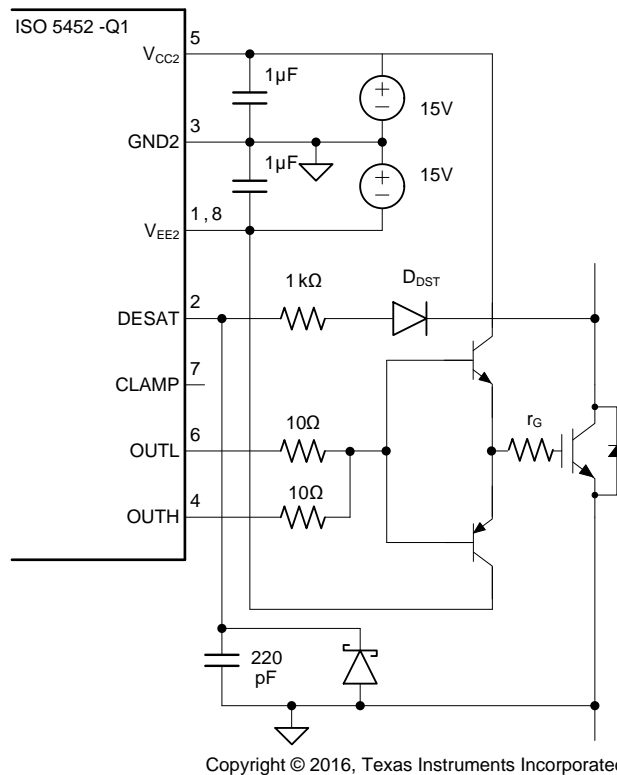 ISO 5452 -Q1
5
VCC2
1µF
15V
3
GND2
1µF
15V
1, 8
VEE2
2
1 kΩ
DDST
DESAT
7
CLAMP
10Ω
rG
6
OUTL
10Ω
4
OUTH
220
pF
Copyright © 2016, Texas Instruments Incorporated